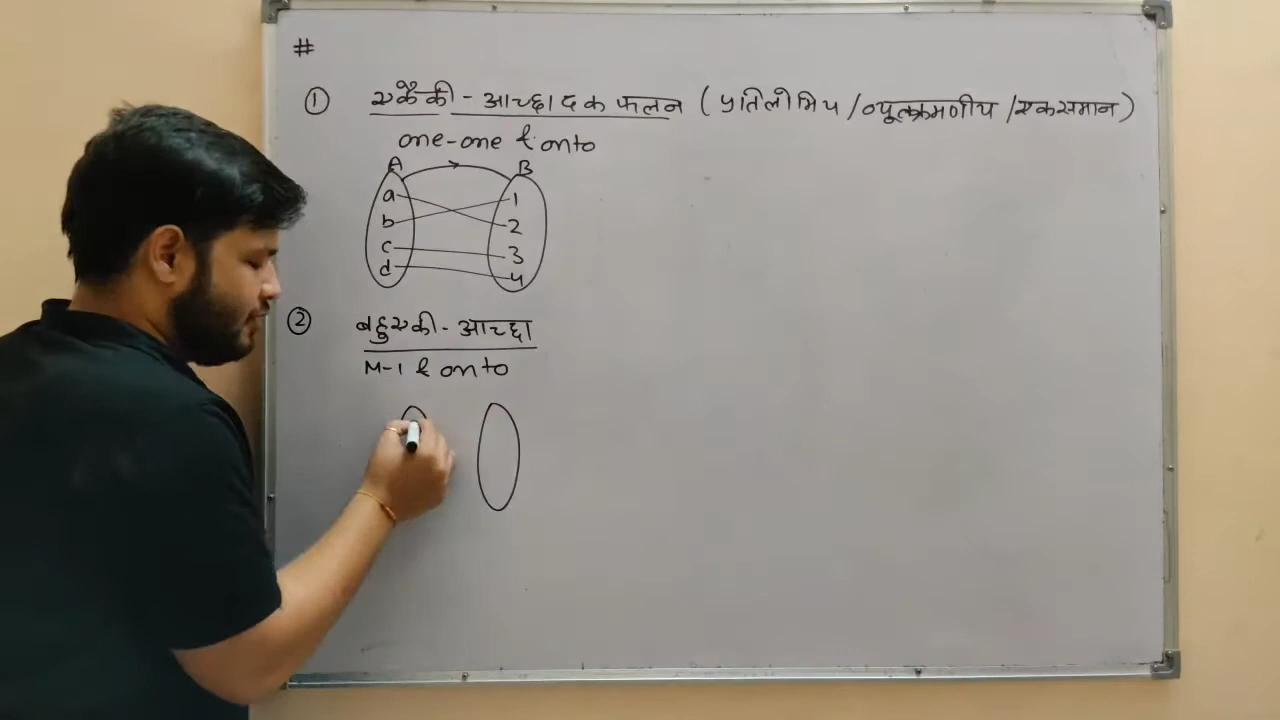 #
① एकैकी - आच्छादक फलन (प्रतिलोमिय / व्यूत्क्रमणीय / एकसमान)
one-one & onto
A B
a 1
b 2
c 3
d 4
② बहुएकी - आच्छा
M-1 & onto